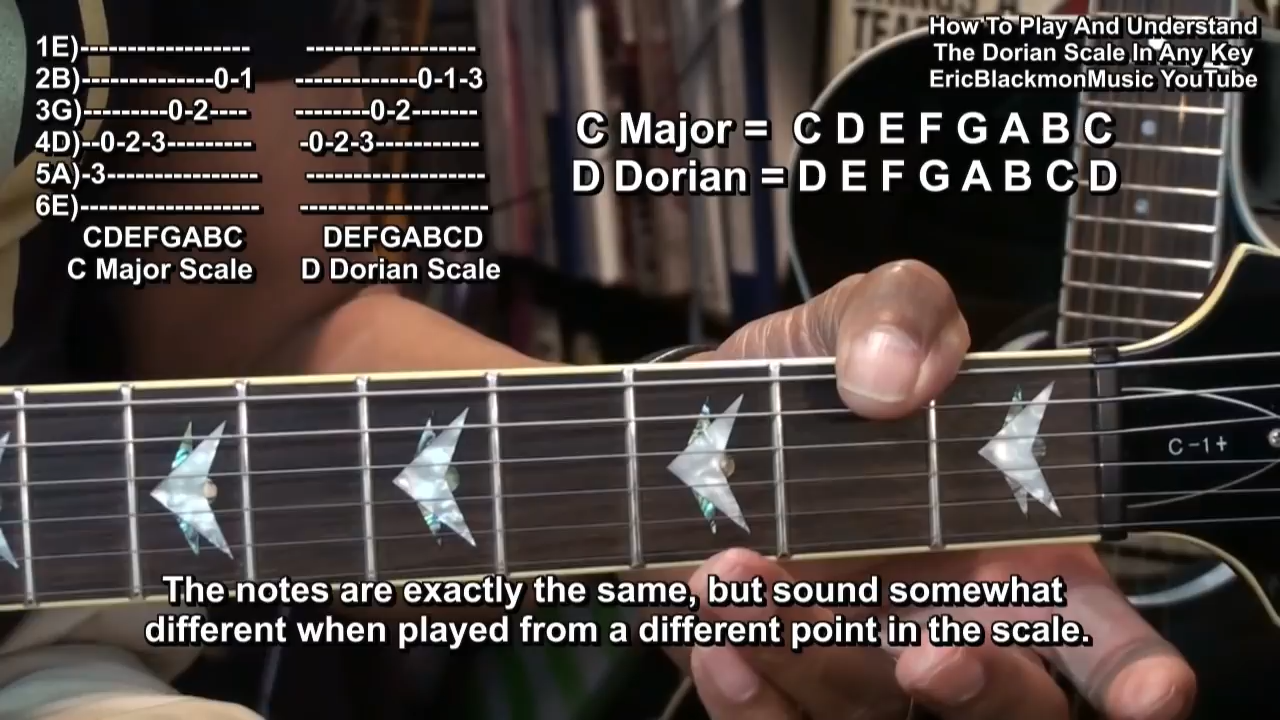 1E)------------------ ------------------
2B)--------------0-1 -------------0-1-3
3G)---------0-2---- --------0-2-------
4D)--0-2-3--------- -0-2-3-----------
5A)-3---------------- -------------------
6E)------------------- --------------------
CDEFGABC DEFGABCD
C Major Scale D Dorian Scale
How To Play And Understand
The Dorian Scale In Any Key
EricBlackmonMusic YouTube
C Major = C D E F G A B C
D Dorian = D E F G A B C D
C-1+
The notes are exactly the same, but sound somewhat
different when played from a different point in the scale.